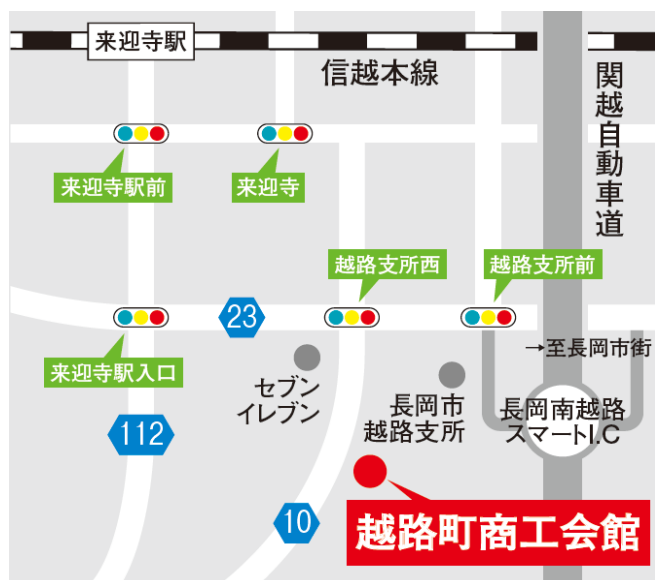 来迎寺駅
信越本線
関越自動車道
来迎寺駅前
来迎寺
越路支所西
越路支所前
23
→至長岡市街
来迎寺駅入口
セブン
イレブン
長岡市
越路支所
長岡南越路
スマートI.C
112
10
越路町商工会館